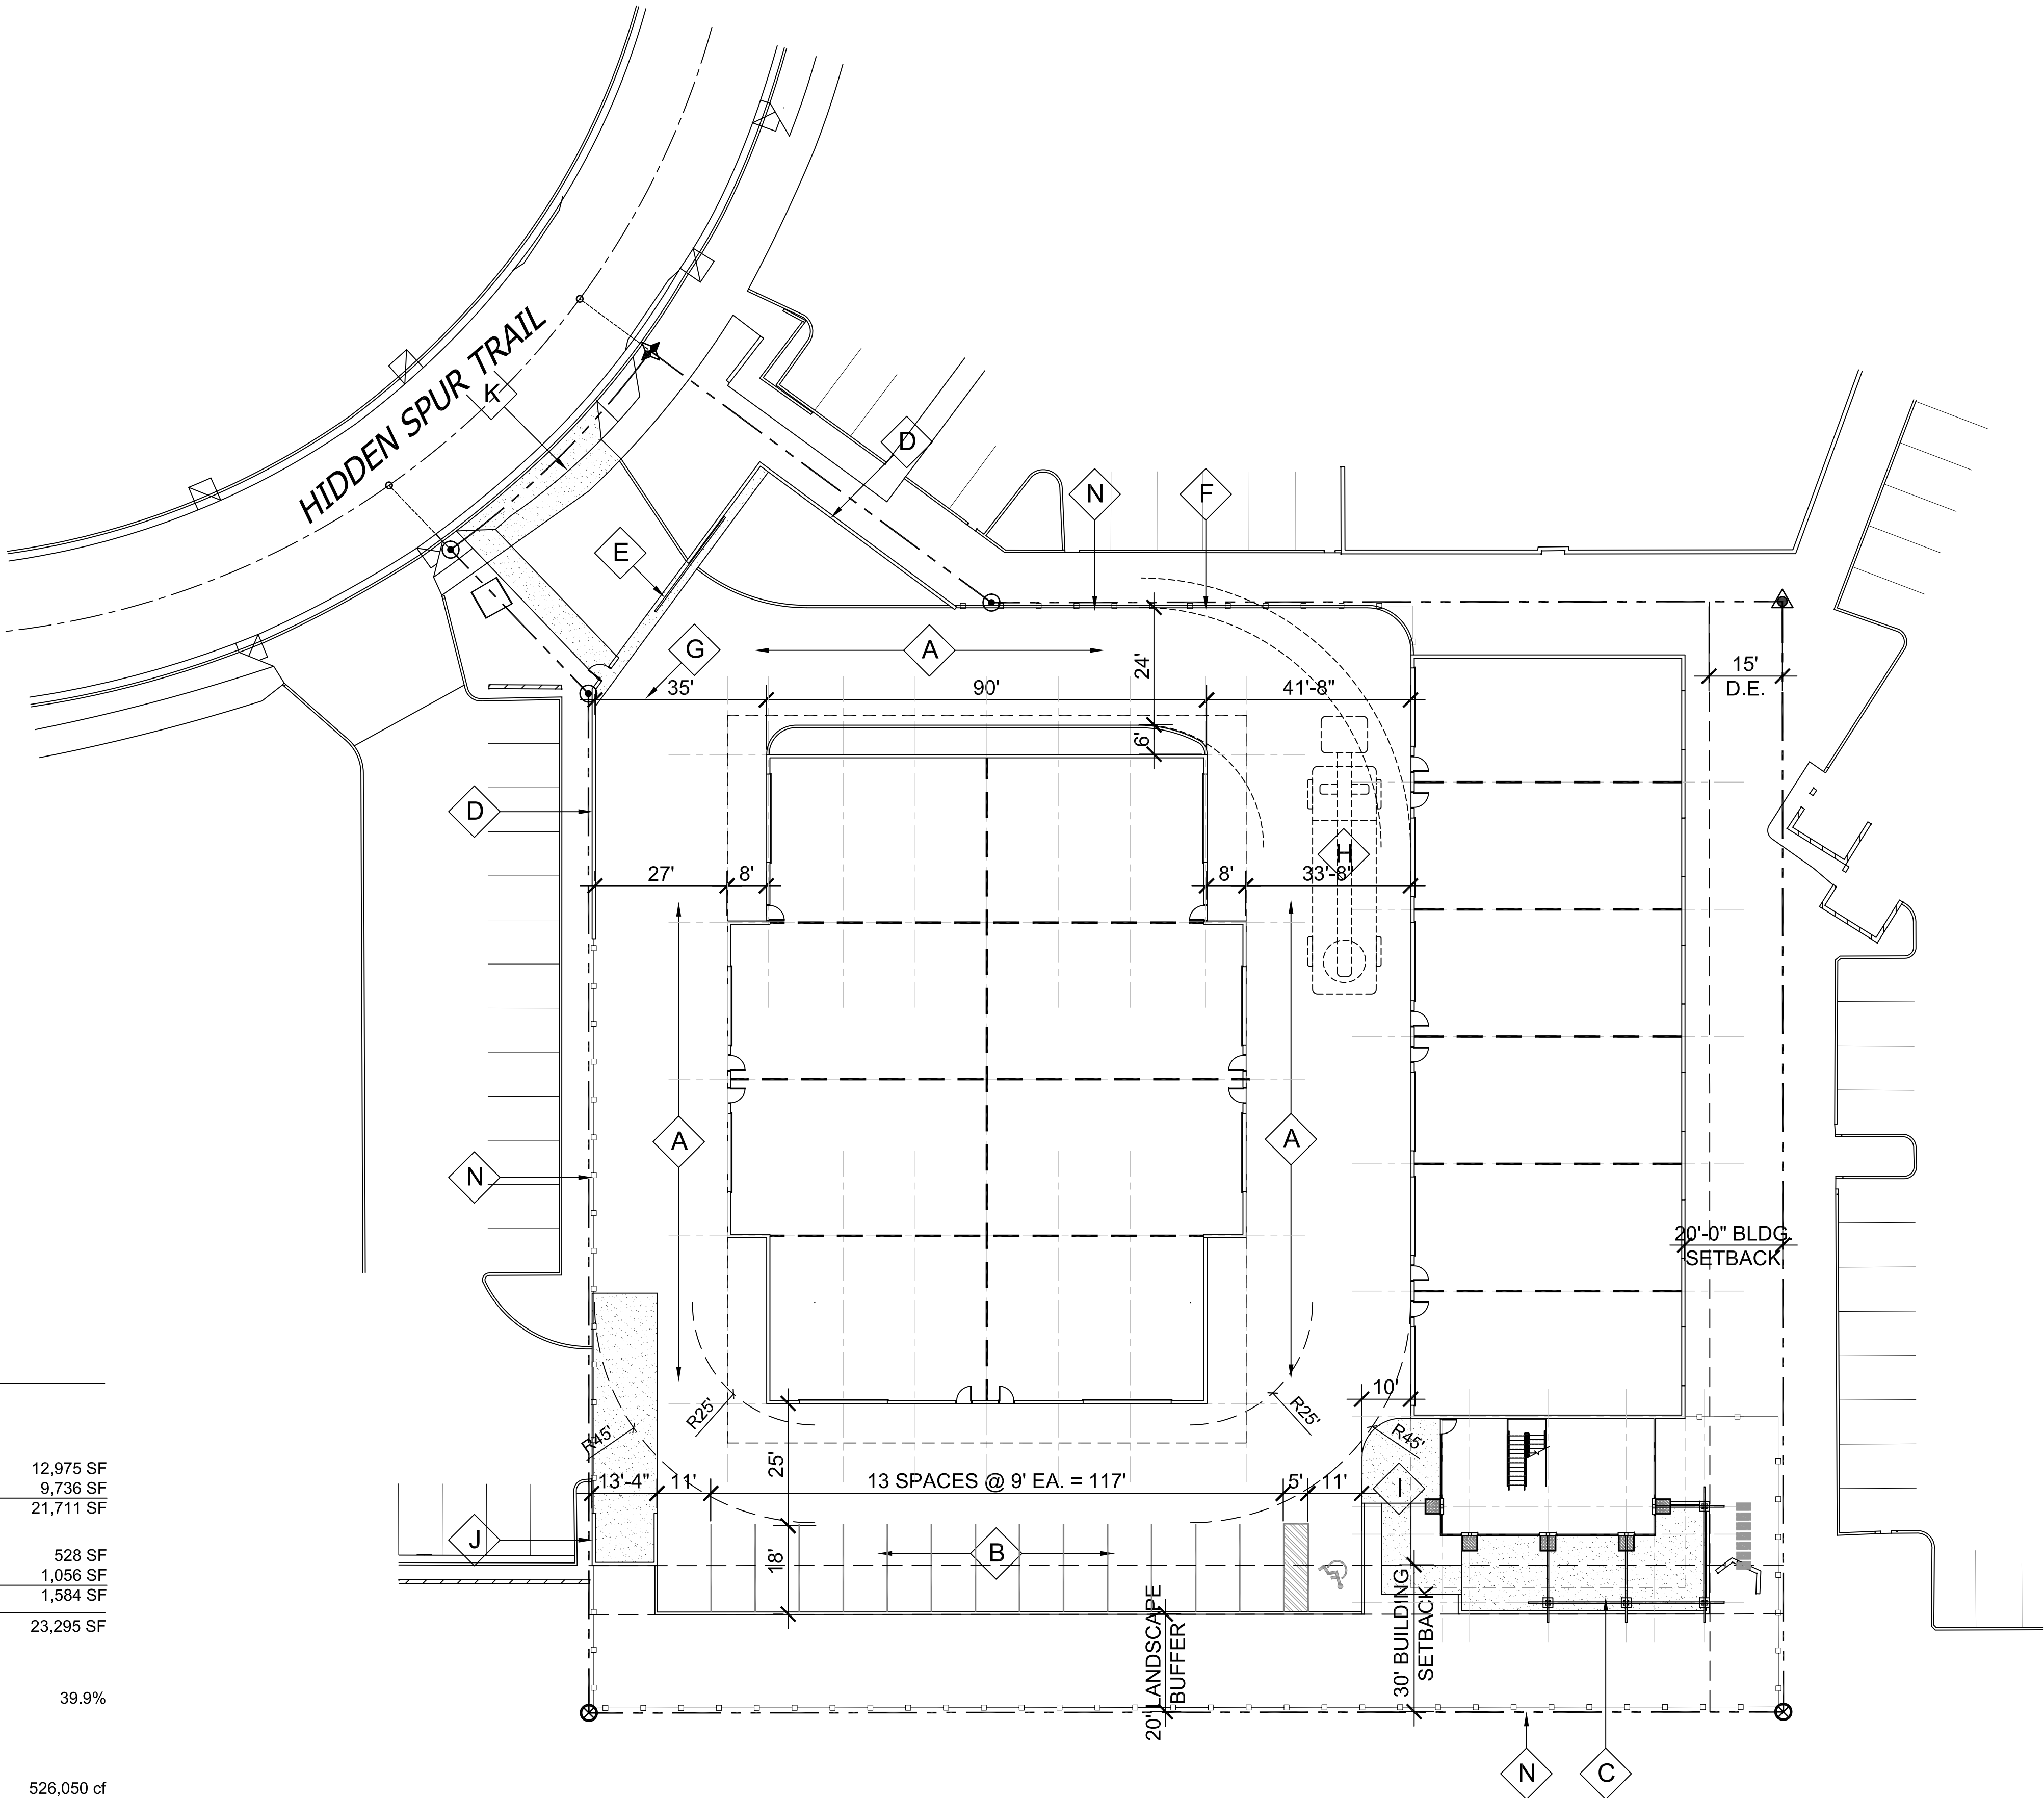 HIDDEN SPUR TRAIL
K
D
N
F
E
G
A
24'
15'
D.E.
35'
90'
41'-8"
6'
D
H
27'
8'
8'
33'-8"
A
A
N
20'-0" BLDG.
SETBACK
R25'
R25'
10'
R45'
R45'
25'
13'-4"
11'
13 SPACES @ 9' EA. = 117'
5'
11'
I
J
B
18'
20' LANDSCAPE
BUFFER
30' BUILDING
SETBACK
N
C
12,975 SF
9,736 SF
21,711 SF
528 SF
1,056 SF
1,584 SF
23,295 SF
39.9%
526,050 cf